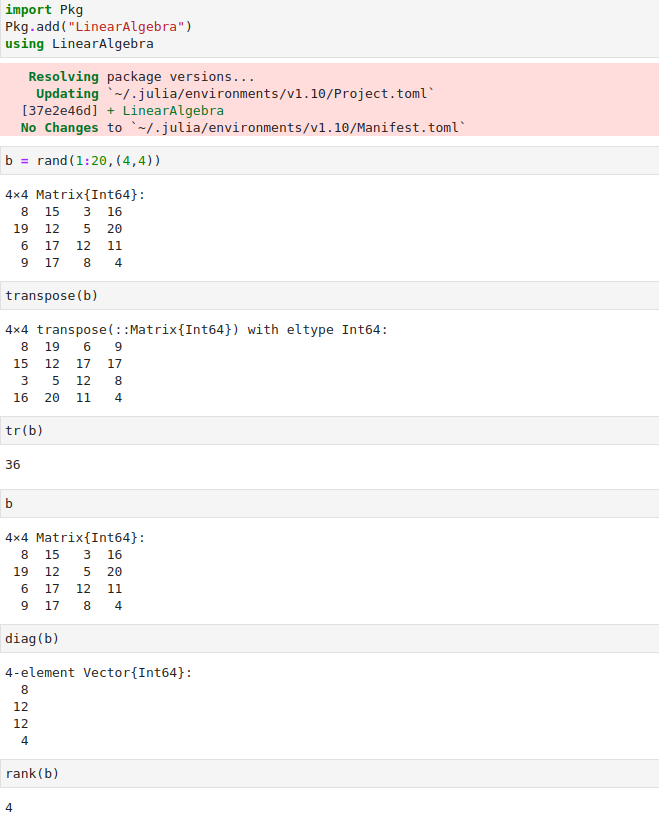 import Pkg
Pkg.add("LinearAlgebra")
using LinearAlgebra
Resolving package versions...
Updating `~/.julia/environments/v1.10/Project.toml`
[37e2e46d] + LinearAlgebra
No Changes to `~/.julia/environments/v1.10/Manifest.toml`
b = rand(1:20,(4,4))
4×4 Matrix{Int64}:
8 15 3 16
19 12 5 20
6 17 12 11
9 17 8 4
transpose(b)
4×4 transpose(::Matrix{Int64}) with eltype Int64:
8 19 6 9
15 12 17 17
3 5 12 8
16 20 11 4
tr(b)
36
b
4×4 Matrix{Int64}:
8 15 3 16
19 12 5 20
6 17 12 11
9 17 8 4
diag(b)
4-element Vector{Int64}:
8
12
12
4
rank(b)
4